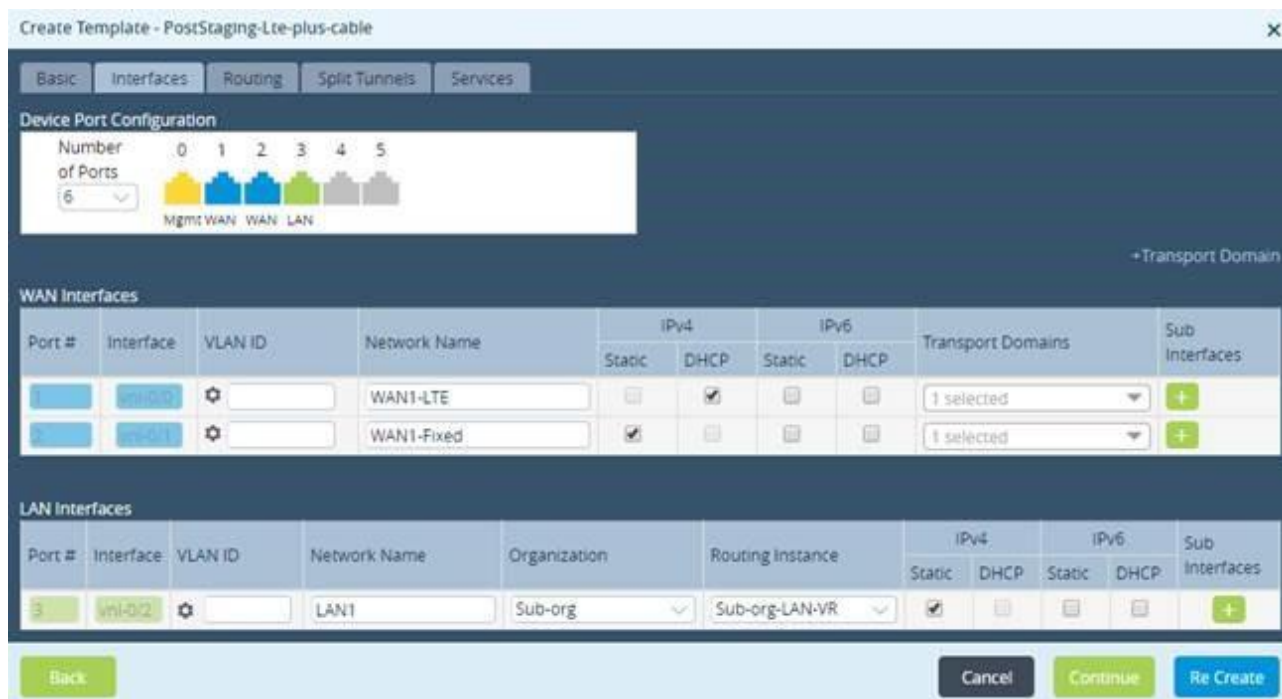 Create Template - PostStaging-Lte-plus-cable
Basic Interfaces Routing Split Tunnels Services
Device Port Configuration
Number of Ports 0 1 2 3 4 5
6
Mgmt WAN WAN LAN
+Transport Domain
WAN Interfaces
Port # Interface VLAN ID Network Name IPv4 IPv6 Transport Domains Sub Interfaces
Static DHCP Static DHCP
1 vni-0/0 WAN1-LTE 1 selected +
2 vni-0/1 WAN1-Fixed 1 selected +
LAN Interfaces
Port # Interface VLAN ID Network Name Organization Routing Instance IPv4 IPv6 Sub Interfaces
Static DHCP Static DHCP
3 vni-0/2 LAN1 Sub-org Sub-org-LAN-VR +
Back Cancel Continue Re Create